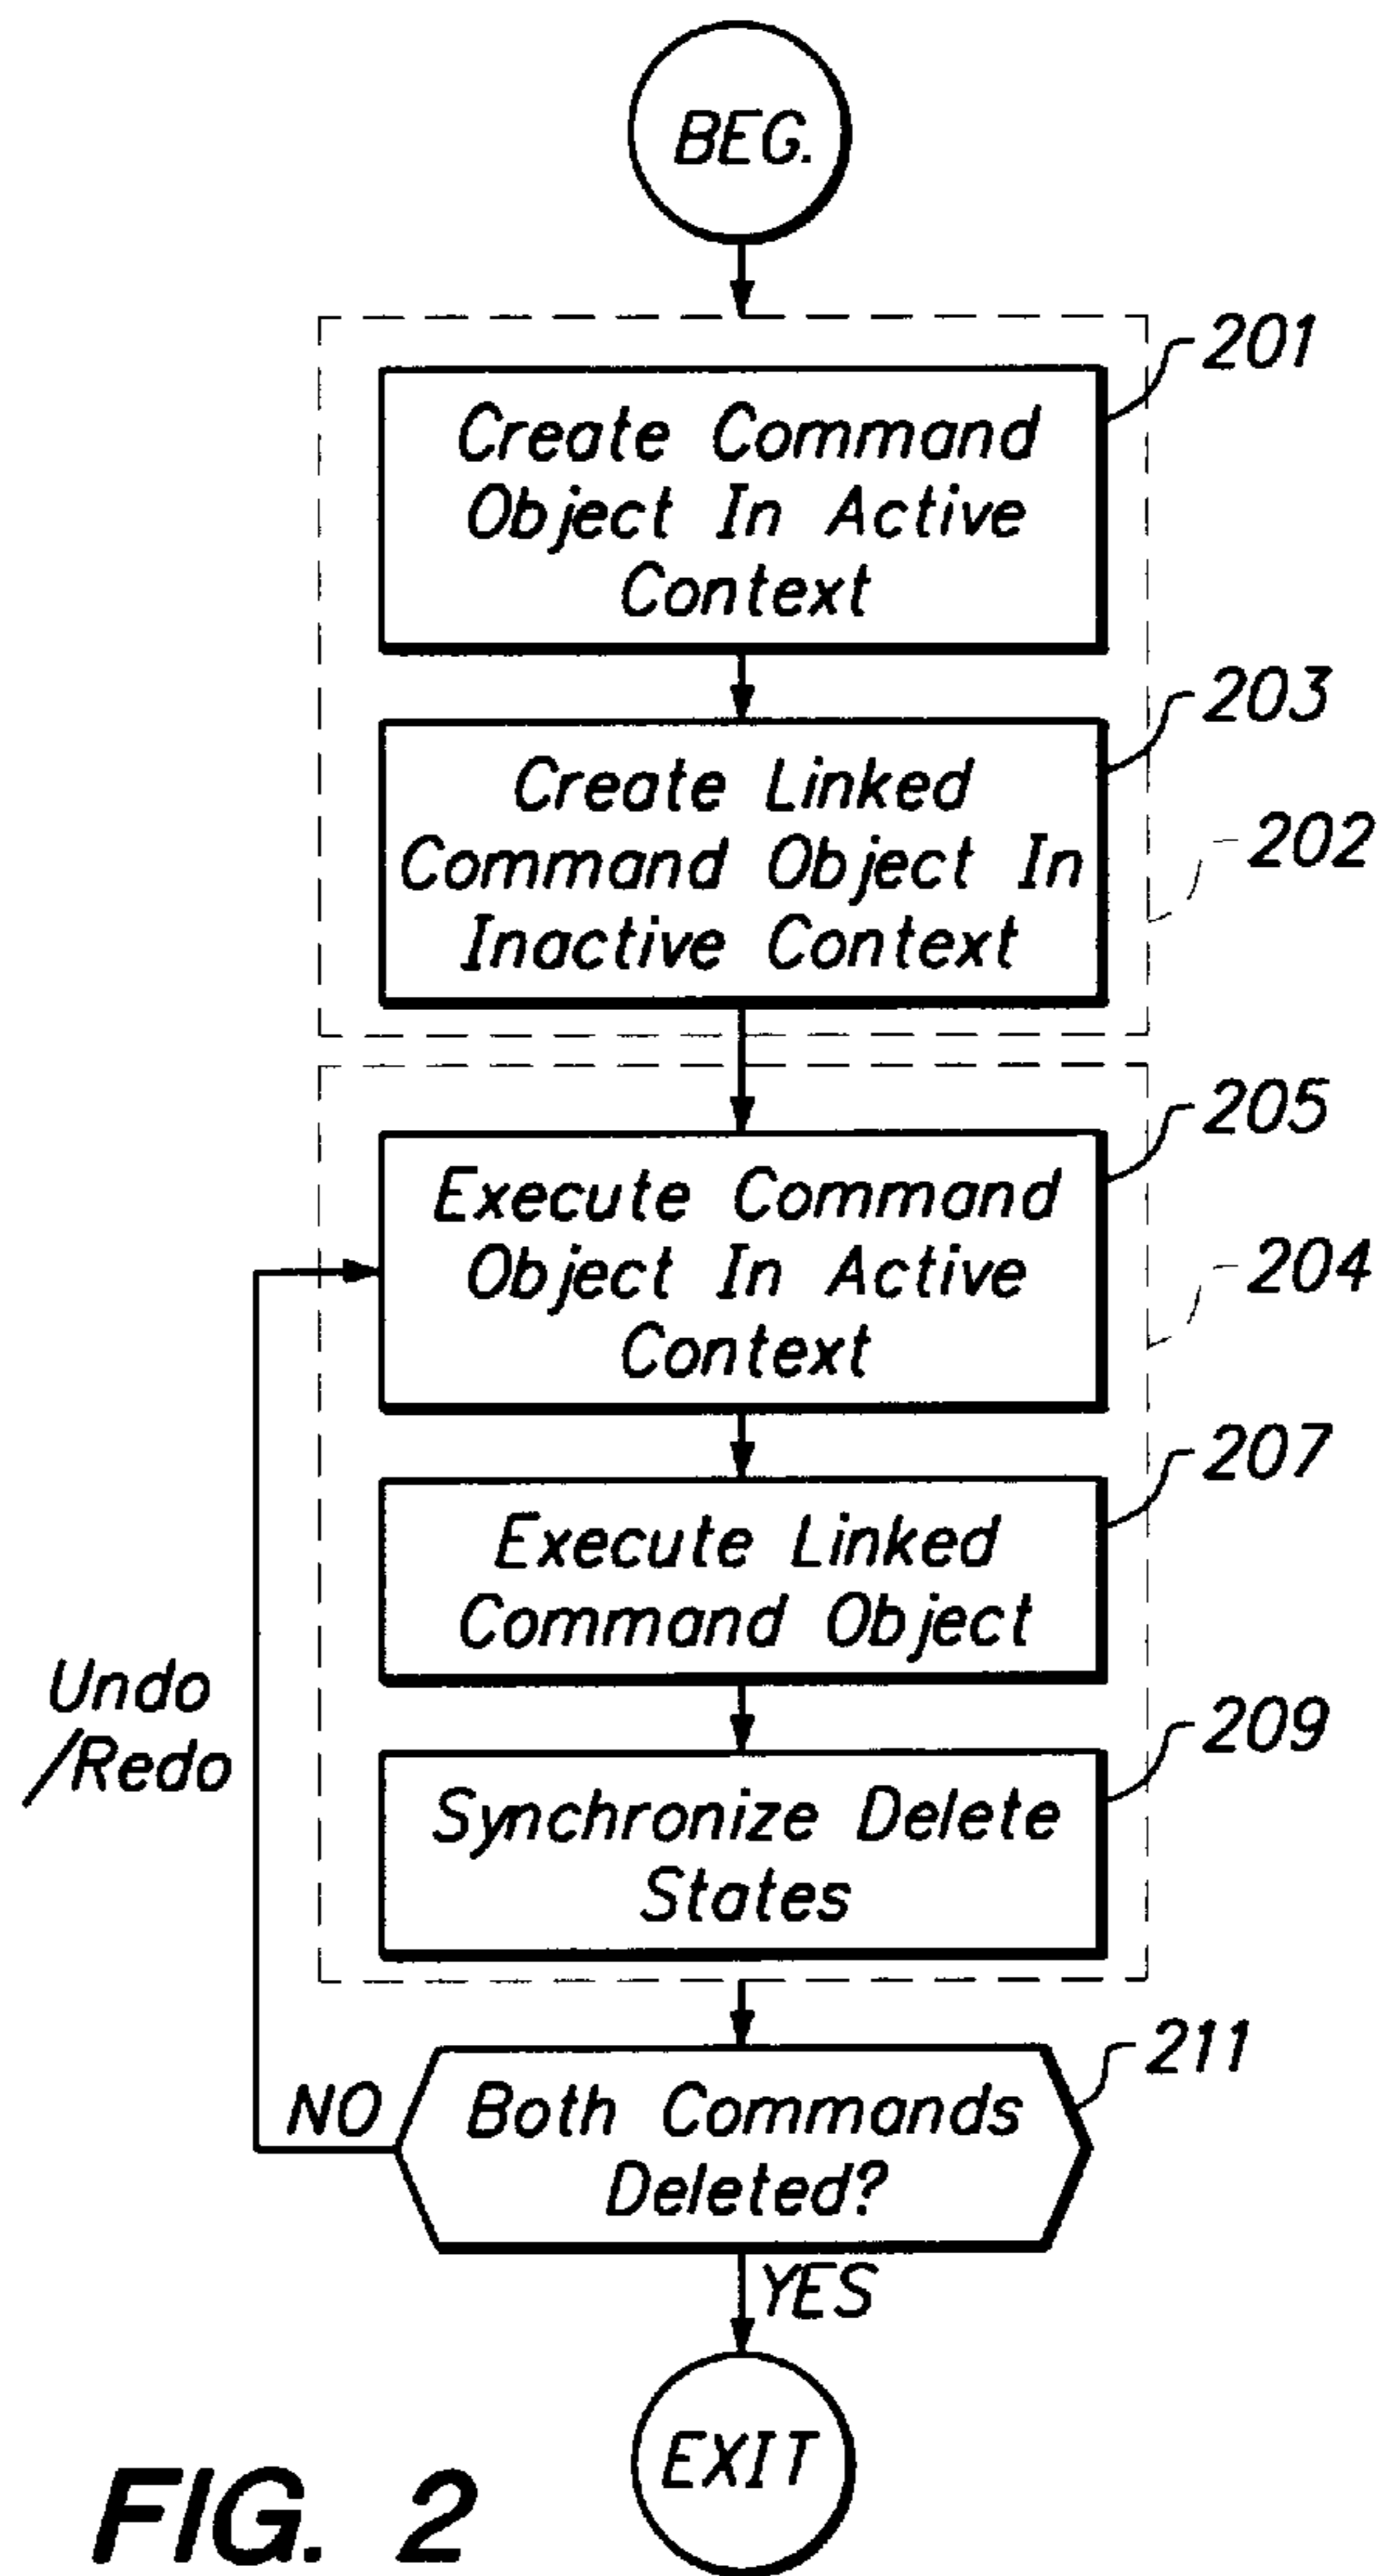 BEG.
201
Create Command
Object In Active
Context
203
Create Linked
Command Object In
Inactive Context
202
205
Execute Command
Object In Active
Context
204
207
Execute Linked
Command Object
Undo
/Redo
209
Synchronize Delete
States
211
NO
Both Commands
Deleted?
YES
EXIT
FIG. 2